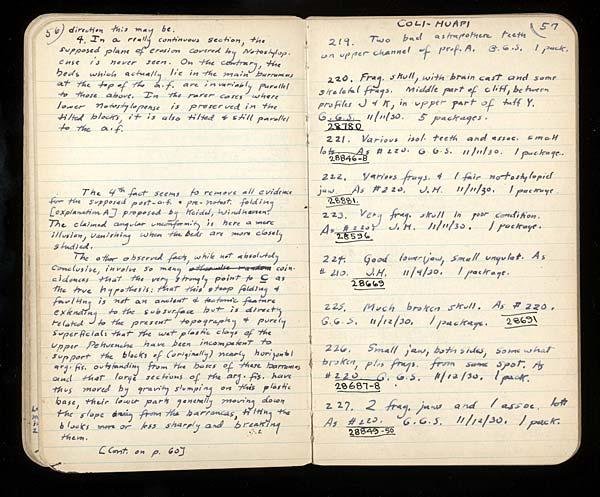 56) direction this may be.
4. In a really continuous section, the
supposed plane of erosion covered by Notostylop-
ense is never seen. On the contrary, the
beds which actually lie in the main barrancas
at the top of the a.f. are invariably parallel
to those above. In the rarer cases where
lower Notostylopense is preserved in the
tilted blocks, it is also tilted & still parallel
to the a.f.
The 4th fact seems to remove all evidence
for the supposed post-a.f. & pre-notost. folding
[explanation A] proposed by Keidel, Windhausen.
The claimed angular unconformity is here a mere
illusion, vanishing when the beds are more closely
studied.
The other observed facts, while not absolutely
conclusive, involve so many coin-
cidences that they very strongly point to C as
the true hypothesis: that this steep folding &
faulting is not an ancient & tectonic feature
extending to the subsurface but is directly
related to the present topography & purely
superficial: that the wet plastic clays of the
upper Pehuenche have been incompetent to
support the blocks of (originally) nearly horizontal
arg. fis. outstanding from the bases of these barrancas
and that large sections of the arg. fis. have
thus moved by gravity slumping on this plastic
base, their lower parts generally moving down
the slope away from the barrancas, tilting the
blocks more or less sharply and breaking
them.
[Cont. on p. 60]
COLI-HUAPI
57
219. Two bad astrapothere teeth
on upper channel of prof. A. G.G.S. 1 pack.
220. Frag. skull, with brain cast and some
skeletal frags. Middle part of cliff, between
profiles J & K, in upper part of tuff Y.
G.G.S. 11/11/30. 5 packages.
28780
221. Various isol. teeth and assoc. small
lots. As #220. G.G.S. 11/11/30. 1 package.
28846-8
222. Various frags. & 1 fair notostylopid
jaw. As #220. J.H. 11/11/30. 1 package.
28881
223. Very frag. skull in poor condition.
As #220. J.H. 11/11/30. 1 package.
28596
224. Good lower jaw, small ungulat. As
#210. J.H. 11/9/30. 1 package.
28669
225. Much broken skull. As #220.
G.G.S. 11/12/30. 1 package. 28691
226. Small jaw, both sides, somewhat
broken, plus frags. from same spot. As
#220. G.G.S. 11/12/30. 1 pack.
28687-8
227. 2 frag. jaws and 1 assoc. lot.
As #220. G.G.S. 11/12/30. 1 pack.
28849-50